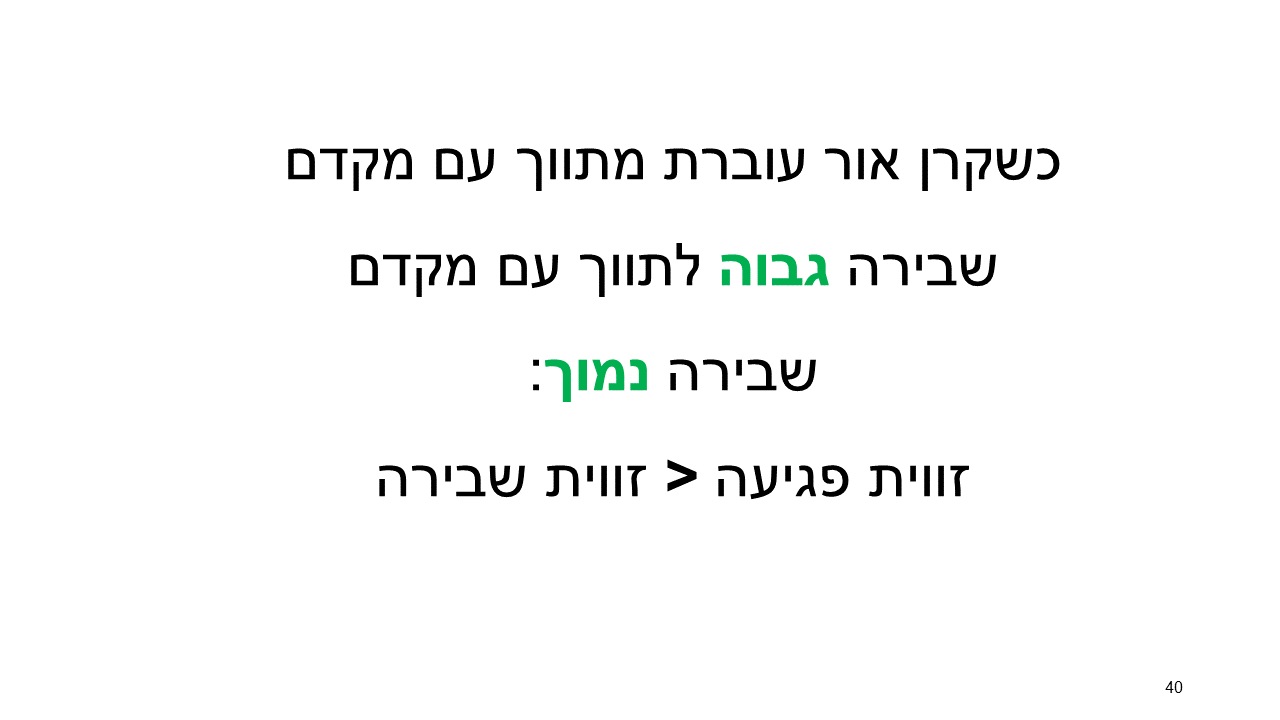 כשקרן אור עוברת מתווך עם מקדם
שבירה גבוה לתווך עם מקדם
שבירה נמוך:
זווית פגיעה < זווית שבירה
40